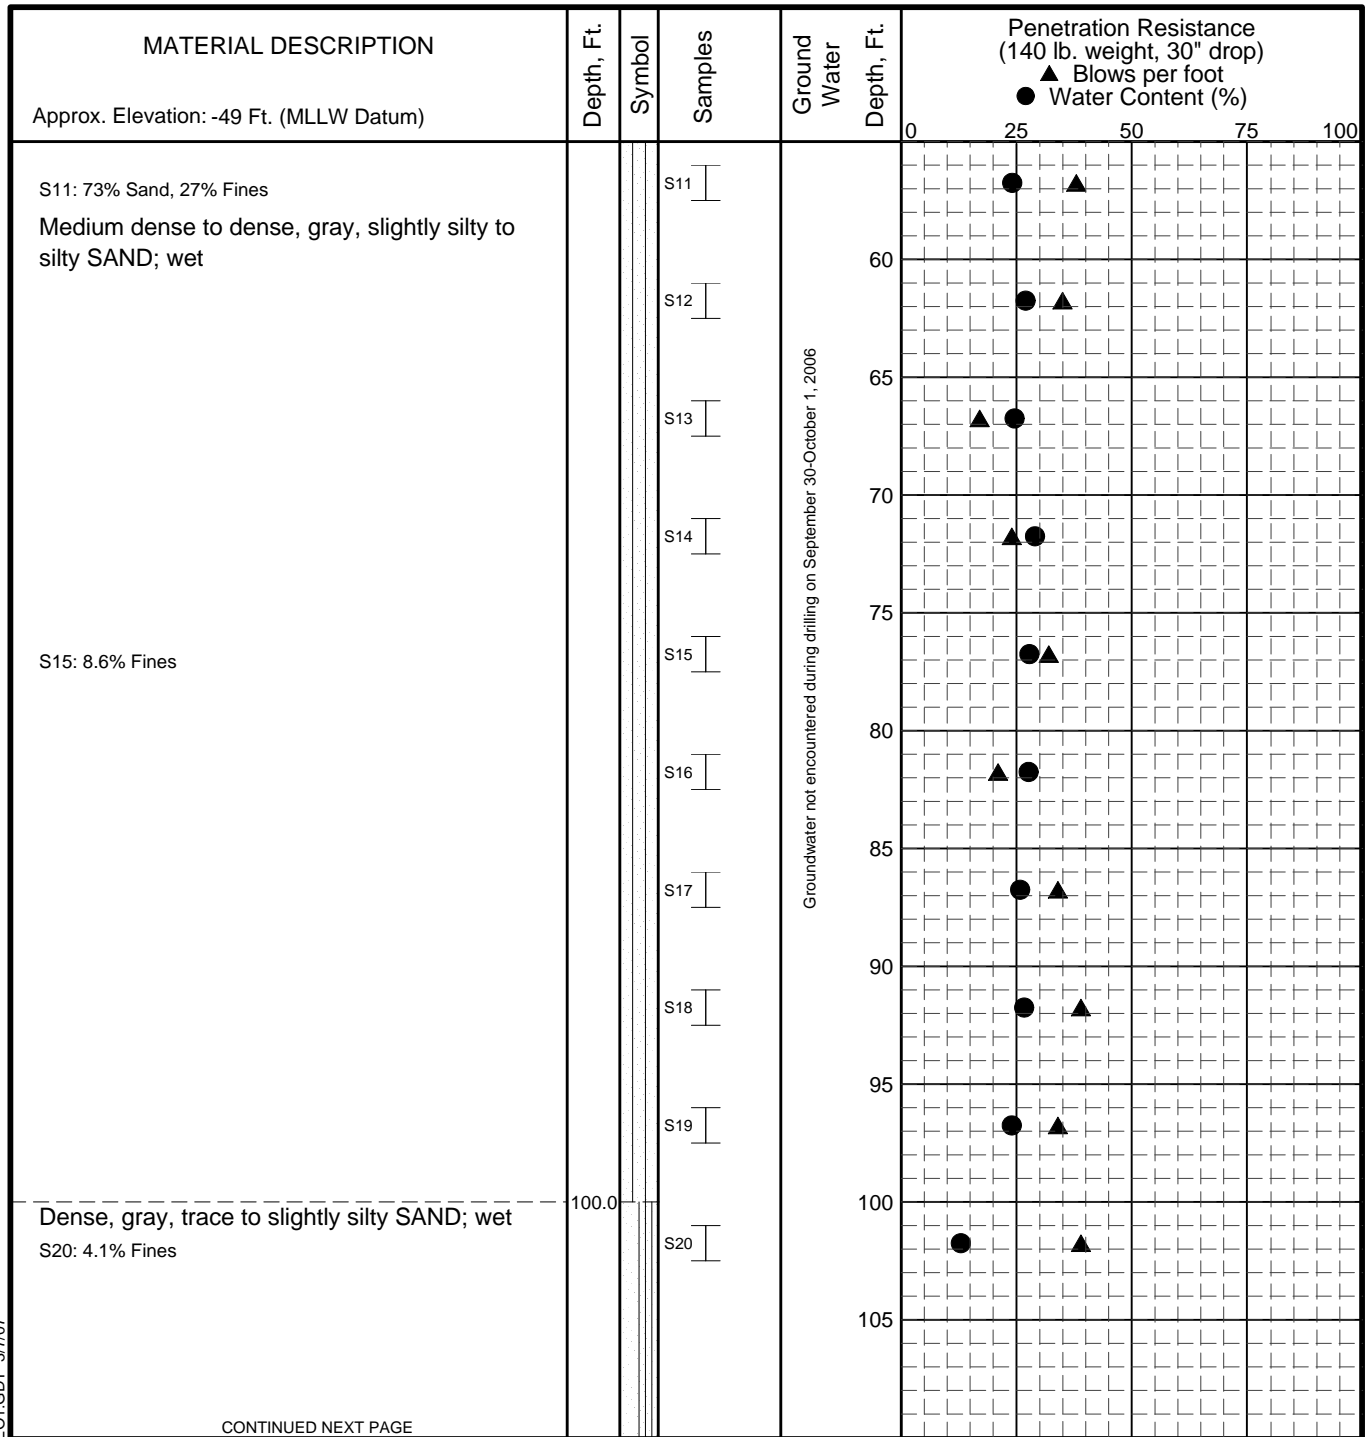 MATERIAL DESCRIPTION
Approx. Elevation: -49 Ft. (MLLW Datum)
Depth, Ft.
Symbol
Samples
Ground
Water
Depth, Ft.
Penetration Resistance
(140 lb. weight, 30" drop)
▲ Blows per foot
● Water Content (%)
0 25 50 75 100
S11: 73% Sand, 27% Fines
S11
Medium dense to dense, gray, slightly silty to
silty SAND; wet
60
S12
65
S13
70
S14
75
S15: 8.6% Fines
S15
80
S16
85
S17
90
S18
95
S19
Groundwater not encountered during drilling on September 30-October 1, 2006
100.0
100
Dense, gray, trace to slightly silty SAND; wet
S20: 4.1% Fines
S20
105
CONTINUED NEXT PAGE